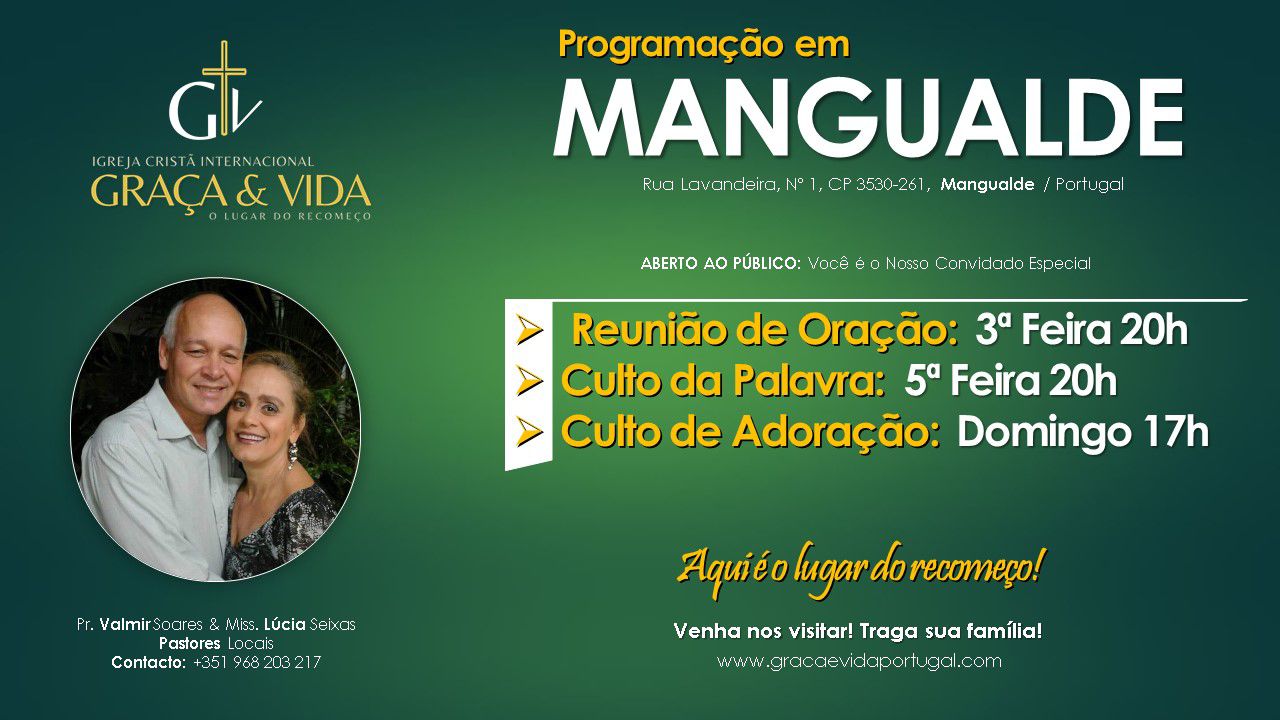 GV
IGREJA CRISTÃ INTERNACIONAL
GRAÇA & VIDA
O LUGAR DO RECOMEÇO
Programação em
MANGUALDE
Rua Lavandeira, Nº 1, CP 3530-261, Mangualde / Portugal
ABERTO AO PÚBLICO: Você é o Nosso Convidado Especial
Reunião de Oração: 3ª Feira 20h
Culto da Palavra: 5ª Feira 20h
Culto de Adoração: Domingo 17h
Aqui é o lugar do recomeço!
Venha nos visitar! Traga sua família!
www.gracaevidaportugal.com
Pr. Valmir Soares & Miss. Lúcia Seixas
Pastores Locais
Contacto: +351 968 203 217